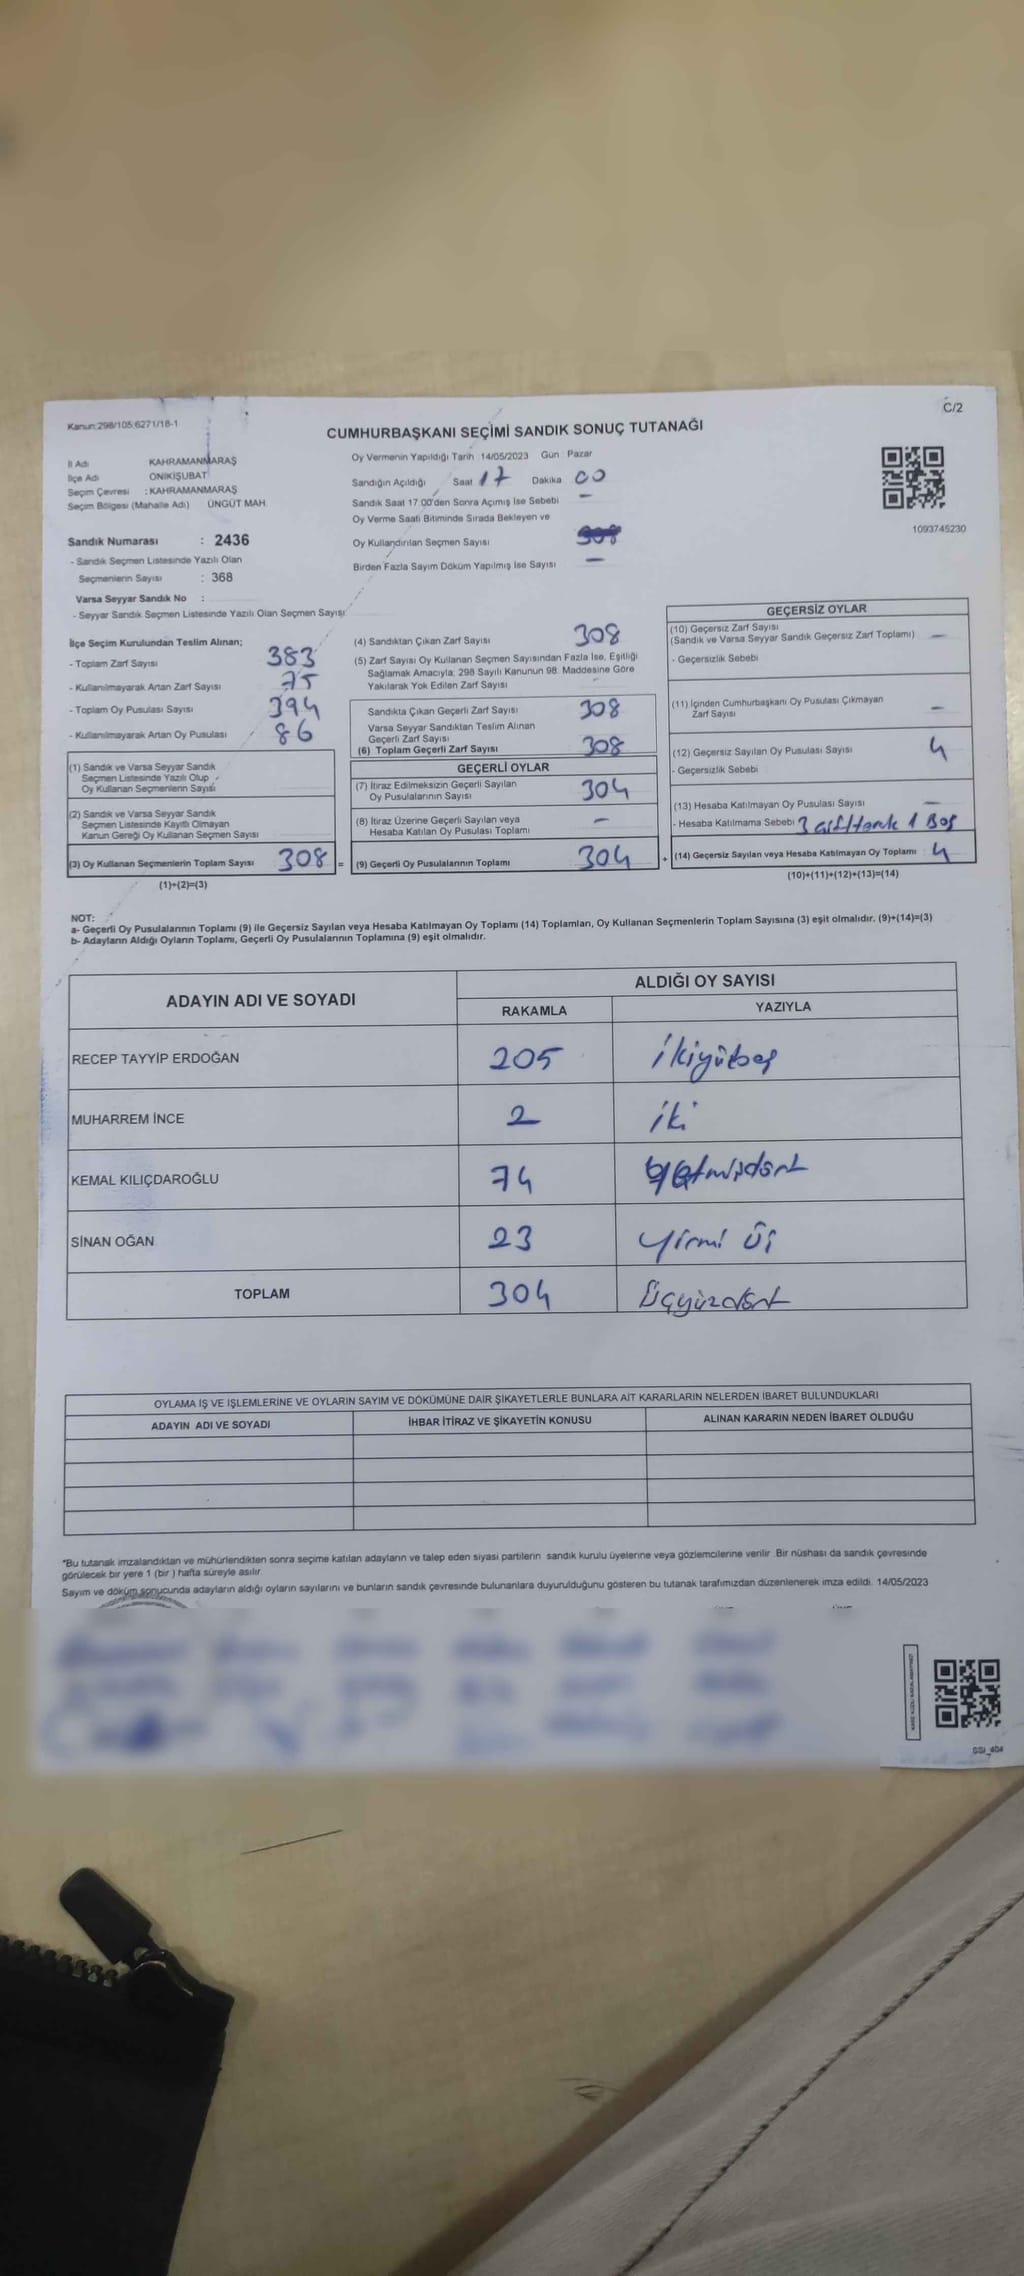 C/2
Kanun:298/105;6271/18-1
CUMHURBAŞKANI SEÇİMİ SANDIK SONUÇ TUTANAĞI
İl Adı KAHRAMANMARAŞ
İlçe Adı ONİKİŞUBAT
Seçim Çevresi : KAHRAMANMARAŞ
Seçim Bölgesi (Mahalle Adı) ÜNGÜT MAH.
Sandık Numarası : 2436
- Sandık Seçmen Listesinde Yazılı Olan
Seçmenlerin Sayısı : 368
Varsa Seyyar Sandık No :
- Seyyar Sandık Seçmen Listesinde Yazılı Olan Seçmen Sayısı:
Oy Vermenin Yapıldığı Tarih 14/05/2023 Gün : Pazar
Sandığın Açıldığı Saat 17 Dakika 00
Sandık Saat 17.00'den Sonra Açımış İse Sebebi —
Oy Verme Saati Bitiminde Sırada Bekleyen ve
Oy Kullandırılan Seçmen Sayısı 308
Birden Fazla Sayım Döküm Yapılmış İse Sayısı —
1093745230
İlçe Seçim Kurulundan Teslim Alınan;
- Toplam Zarf Sayısı 383
- Kullanılmayarak Artan Zarf Sayısı 75
- Toplam Oy Pusulası Sayısı 394
- Kullanılmayarak Artan Oy Pusulası 86
(1) Sandık ve Varsa Seyyar Sandık
Seçmen Listesinde Yazılı Olup
Oy Kullanan Seçmenlerin Sayısı
(2) Sandık ve Varsa Seyyar Sandık
Seçmen Listesinde Kayıtlı Olmayan
Kanun Gereği Oy Kullanan Seçmen Sayısı
(3) Oy Kullanan Seçmenlerin Toplam Sayısı 308 =
(1)+(2)=(3)
(4) Sandıktan Çıkan Zarf Sayısı 308
(5) Zarf Sayısı Oy Kullanan Seçmen Sayısından Fazla İse, Eşitliği
Sağlamak Amacıyla, 298 Sayılı Kanunun 98. Maddesine Göre
Yakılarak Yok Edilen Zarf Sayısı
Sandıkta Çıkan Geçerli Zarf Sayısı 308
Varsa Seyyar Sandıktan Teslim Alınan
Geçerli Zarf Sayısı
(6) Toplam Geçerli Zarf Sayısı 308
GEÇERLİ OYLAR
(7) İtiraz Edilmeksizin Geçerli Sayılan
Oy Pusulalarının Sayısı 304
(8) İtiraz Üzerine Geçerli Sayılan veya
Hesaba Katılan Oy Pusulası Toplamı —
(9) Geçerli Oy Pusulalarının Toplamı 304 +
GEÇERSİZ OYLAR
(10) Geçersiz Zarf Sayısı
(Sandık ve Varsa Seyyar Sandık Geçersiz Zarf Toplamı) —
- Geçersizlik Sebebi
(11) İçinden Cumhurbaşkanı Oy Pusulası Çıkmayan
Zarf Sayısı —
(12) Geçersiz Sayılan Oy Pusulası Sayısı 4
- Geçersizlik Sebebi
(13) Hesaba Katılmayan Oy Pusulası Sayısı —
- Hesaba Katılmama Sebebi 3 1 Boş
(14) Geçersiz Sayılan veya Hesaba Katılmayan Oy Toplamı 4
(10)+(11)+(12)+(13)=(14)
NOT:
a- Geçerli Oy Pusulalarının Toplamı (9) ile Geçersiz Sayılan veya Hesaba Katılmayan Oy Toplamı (14) Toplamları, Oy Kullanan Seçmenlerin Toplam Sayısına (3) eşit olmalıdır. (9)+(14)=(3)
b- Adayların Aldığı Oyların Toplamı, Geçerli Oy Pusulalarının Toplamına (9) eşit olmalıdır.
ADAYIN ADI VE SOYADI ALDIĞI OY SAYISI
RAKAMLA YAZIYLA
RECEP TAYYİP ERDOĞAN 205 ikiyüzbeş
MUHARREM İNCE 2 iki
KEMAL KILIÇDAROĞLU 74 yetmişdört
SİNAN OĞAN 23 Yirmi üç
TOPLAM 304 Üçyüzdört
OYLAMA İŞ VE İŞLEMLERİNE VE OYLARIN SAYIM VE DÖKÜMÜNE DAİR ŞİKAYETLERLE BUNLARA AİT KARARLARIN NELERDEN İBARET BULUNDUKLARI
ADAYIN ADI VE SOYADI İHBAR İTİRAZ VE ŞİKAYETİN KONUSU ALINAN KARARIN NEDEN İBARET OLDUĞU
*Bu tutanak imzalandıktan ve mühürlendikten sonra seçime katılan adayların ve talep eden siyasi partilerin sandık kurulu üyelerine veya gözlemcilerine verilir. Bir nüshası da sandık çevresinde
görülecek bir yere 1 (bir ) hafta süreyle asılır.
Sayım ve döküm sonucunda adayların aldığı oyların sayılarını ve bunların sandık çevresinde bulunanlara duyurulduğunu gösteren bu tutanak tarafımızdan düzenlenerek imza edildi. 14/05/2023